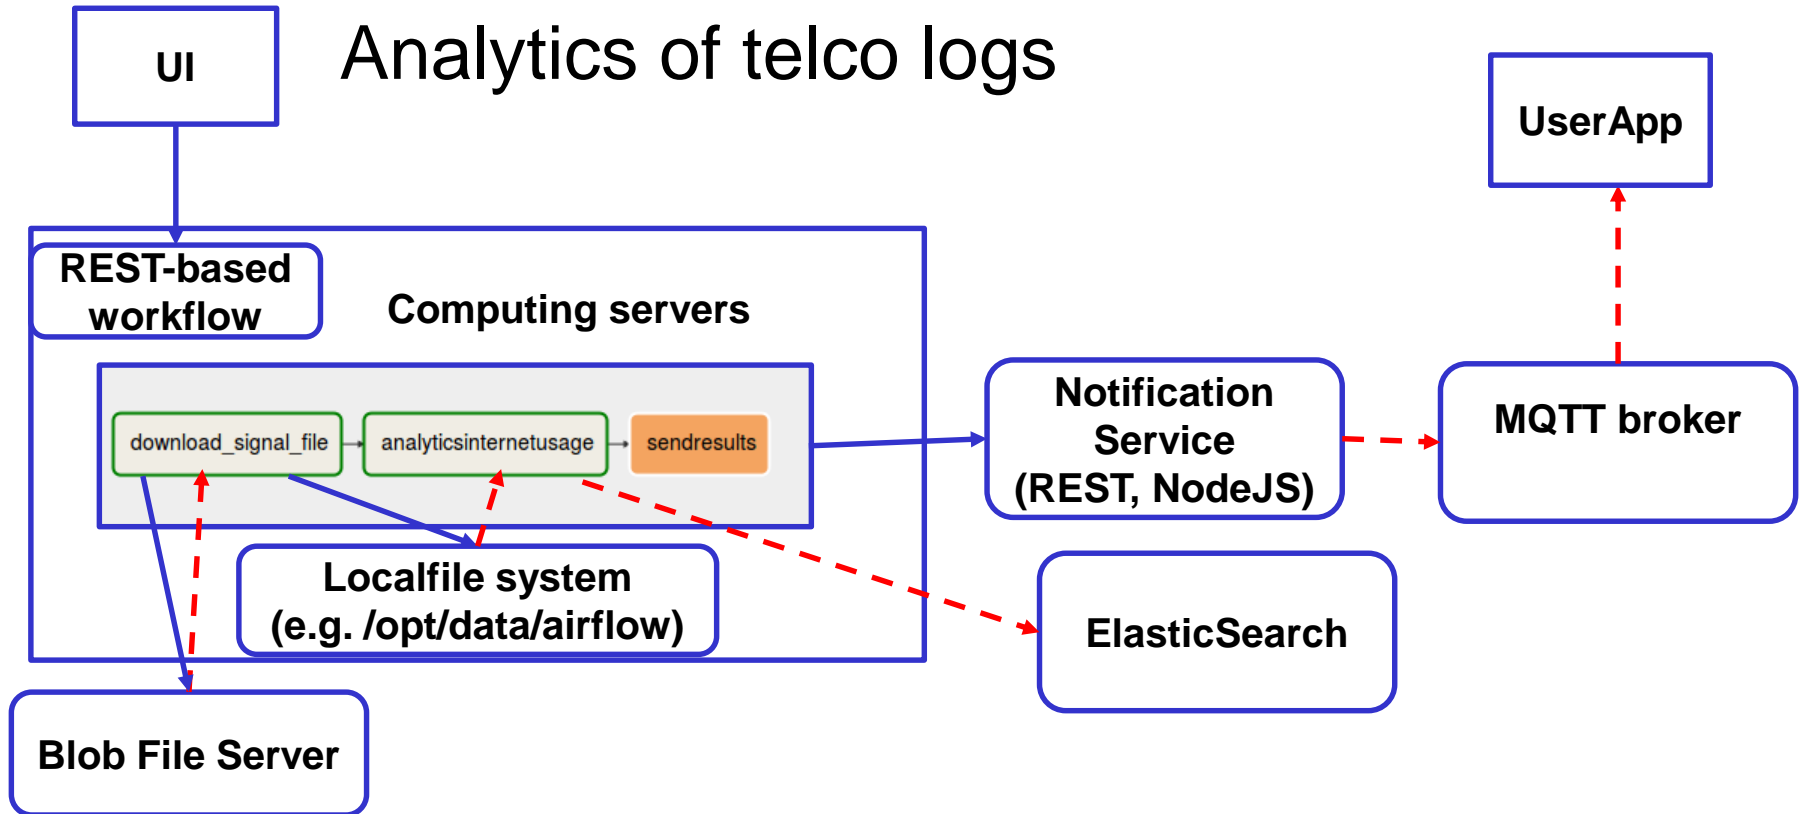 UI
Analytics of telco logs
UserApp
REST-based
workflow
Computing servers
download_signal_file
analyticsinternetusage
sendresults
Notification
Service
(REST, NodeJS)
MQTT broker
Localfile system
(e.g. /opt/data/airflow)
ElasticSearch
Blob File Server